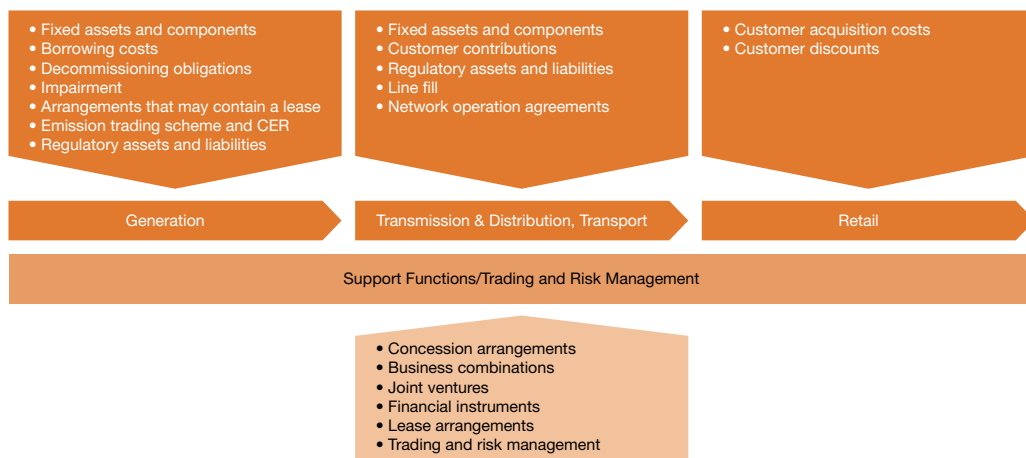 • Fixed assets and components
• Borrowing costs
• Decommissioning obligations
• Impairment
• Arrangements that may contain a lease
• Emission trading scheme and CER
• Regulatory assets and liabilities
• Fixed assets and components
• Customer contributions
• Regulatory assets and liabilities
• Line fill
• Network operation agreements
• Customer acquisition costs
• Customer discounts
Generation
Transmission & Distribution, Transport
Retail
Support Functions/Trading and Risk Management
• Concession arrangements
• Business combinations
• Joint ventures
• Financial instruments
• Lease arrangements
• Trading and risk management